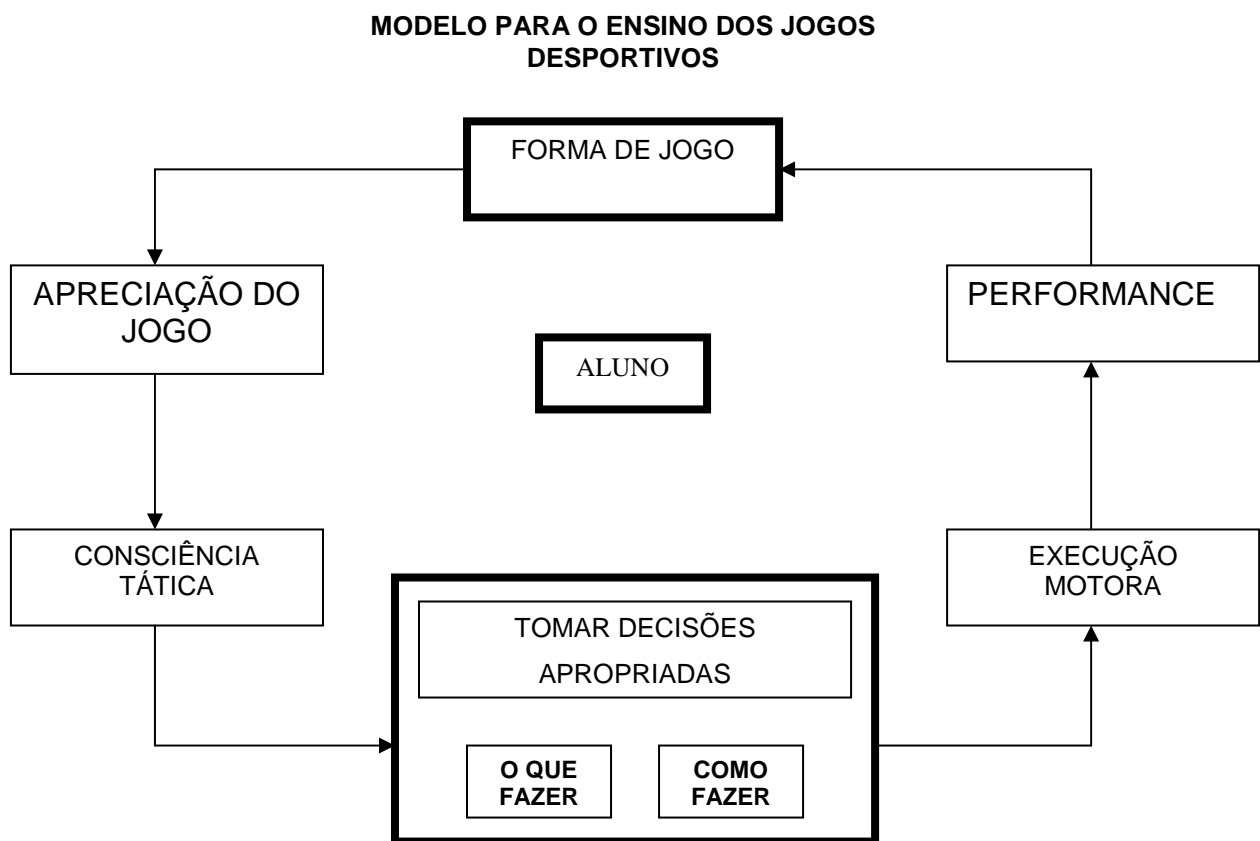 MODELO PARA O ENSINO DOS JOGOS
DESPORTIVOS
FORMA DE JOGO
APRECIAÇÃO DO
JOGO
PERFORMANCE
ALUNO
CONSCIÊNCIA
TÁTICA
EXECUÇÃO
MOTORA
TOMAR DECISÕES
APROPRIADAS
O QUE
FAZER
COMO
FAZER